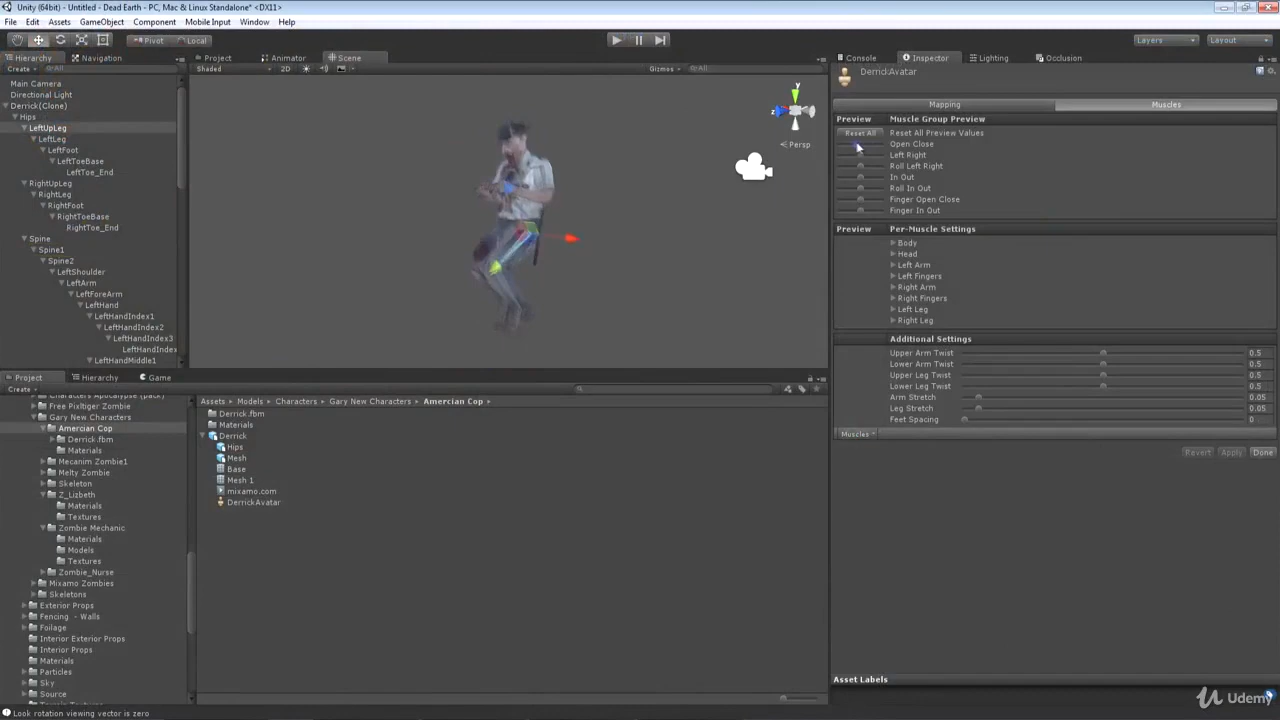 Unity (64bit) - Untitled - Dead Earth - PC, Mac & Linux Standalone* <DX11>
File Edit Assets GameObject Component Mobile Input Window Help
Pivot Local Layers Layout
Hierarchy Navigation
Create All
Main Camera
Directional Light
Derrick(Clone)
Hips
LeftUpLeg
LeftLeg
LeftFoot
LeftToeBase
LeftToe_End
RightUpLeg
RightLeg
RightFoot
RightToeBase
RightToe_End
Spine
Spine1
Spine2
LeftShoulder
LeftArm
LeftForeArm
LeftHand
LeftHandIndex1
LeftHandIndex2
LeftHandIndex3
LeftHandIndex
LeftHandMiddle1
Project Animator Scene
Shaded 2D Gizmos All
y
z
Persp
Console Inspector Lighting Occlusion
DerrickAvatar
Mapping Muscles
Preview Muscle Group Preview
Reset All Reset All Preview Values
Open Close
Left Right
Roll Left Right
In Out
Roll In Out
Finger Open Close
Finger In Out
Preview Per-Muscle Settings
Body
Head
Left Arm
Left Fingers
Right Arm
Right Fingers
Left Leg
Right Leg
Additional Settings
Upper Arm Twist 0.5
Lower Arm Twist 0.5
Upper Leg Twist 0.5
Lower Leg Twist 0.5
Arm Stretch 0.05
Leg Stretch 0.05
Feet Spacing 0
Muscles
Revert Apply Done
Project Hierarchy Game
Create
Characters Apocalypse (pack)
Free Pixltiger Zombie
Gary New Characters
Amercian Cop
Derrick.fbm
Materials
Mecanim Zombie1
Melty Zombie
Skeleton
Z_Lizbeth
Materials
Textures
Zombie Mechanic
Materials
Models
Textures
Zombie_Nurse
Mixamo Zombies
Skeletons
Exterior Props
Fencing - Walls
Foilage
Interior Exterior Props
Interior Props
Materials
Particles
Sky
Source
Assets Models Characters Gary New Characters Amercian Cop
Derrick.fbm
Materials
Derrick
Hips
Mesh
Base
Mesh 1
mixamo.com
DerrickAvatar
Asset Labels
Look rotation viewing vector is zero
Udemy